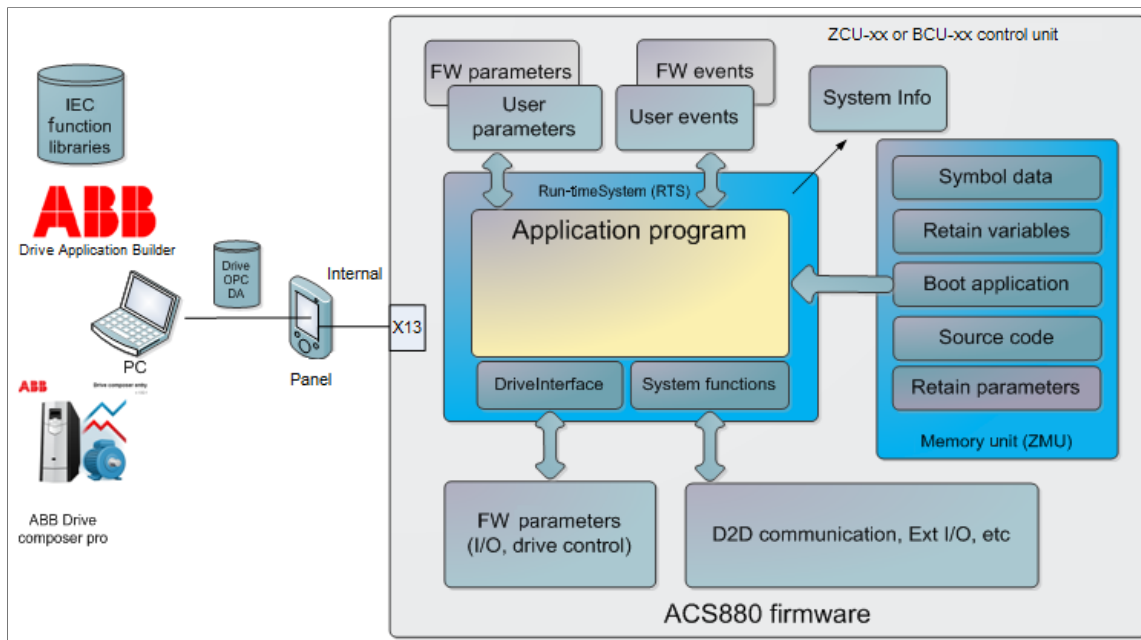 ZCU-xx or BCU-xx control unit
IEC
function
libraries
ABB
Drive Application Builder
Drive
OPC
DA
Internal
PC
Panel
X13
ABB
Drive composer entry
ABB Drive
composer pro
FW parameters
User
parameters
FW events
User events
System Info
Run-timeSystem (RTS)
Application program
DriveInterface
System functions
Symbol data
Retain variables
Boot application
Source code
Retain parameters
Memory unit (ZMU)
FW parameters
(I/O, drive control)
D2D communication, Ext I/O, etc
ACS880 firmware